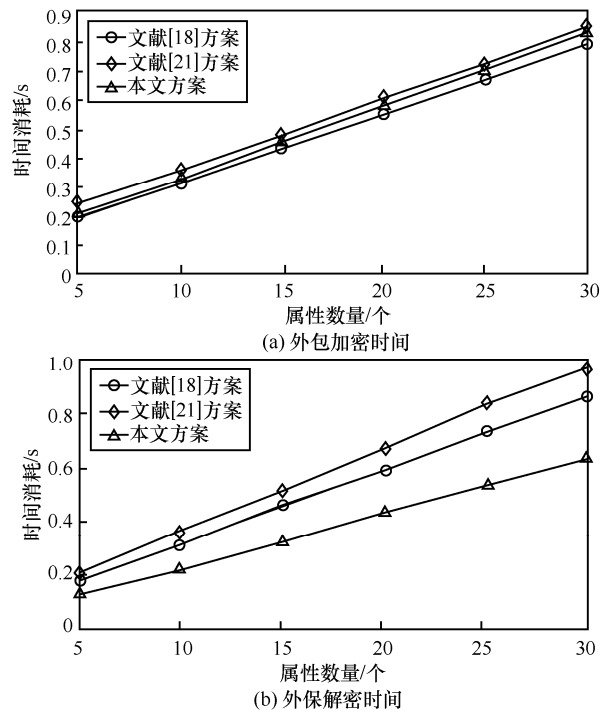 0.9
0.8
0.7
0.6
0.5
0.4
0.3
0.2
0.1
0
时间消耗/s
文献[18]方案
文献[21]方案
本文方案
5 10 15 20 25 30
属性数量/个
(a) 外包加密时间
1.0
0.8
0.6
0.4
0.2
0
时间消耗/s
文献[18]方案
文献[21]方案
本文方案
5 10 15 20 25 30
属性数量/个
(b) 外保解密时间